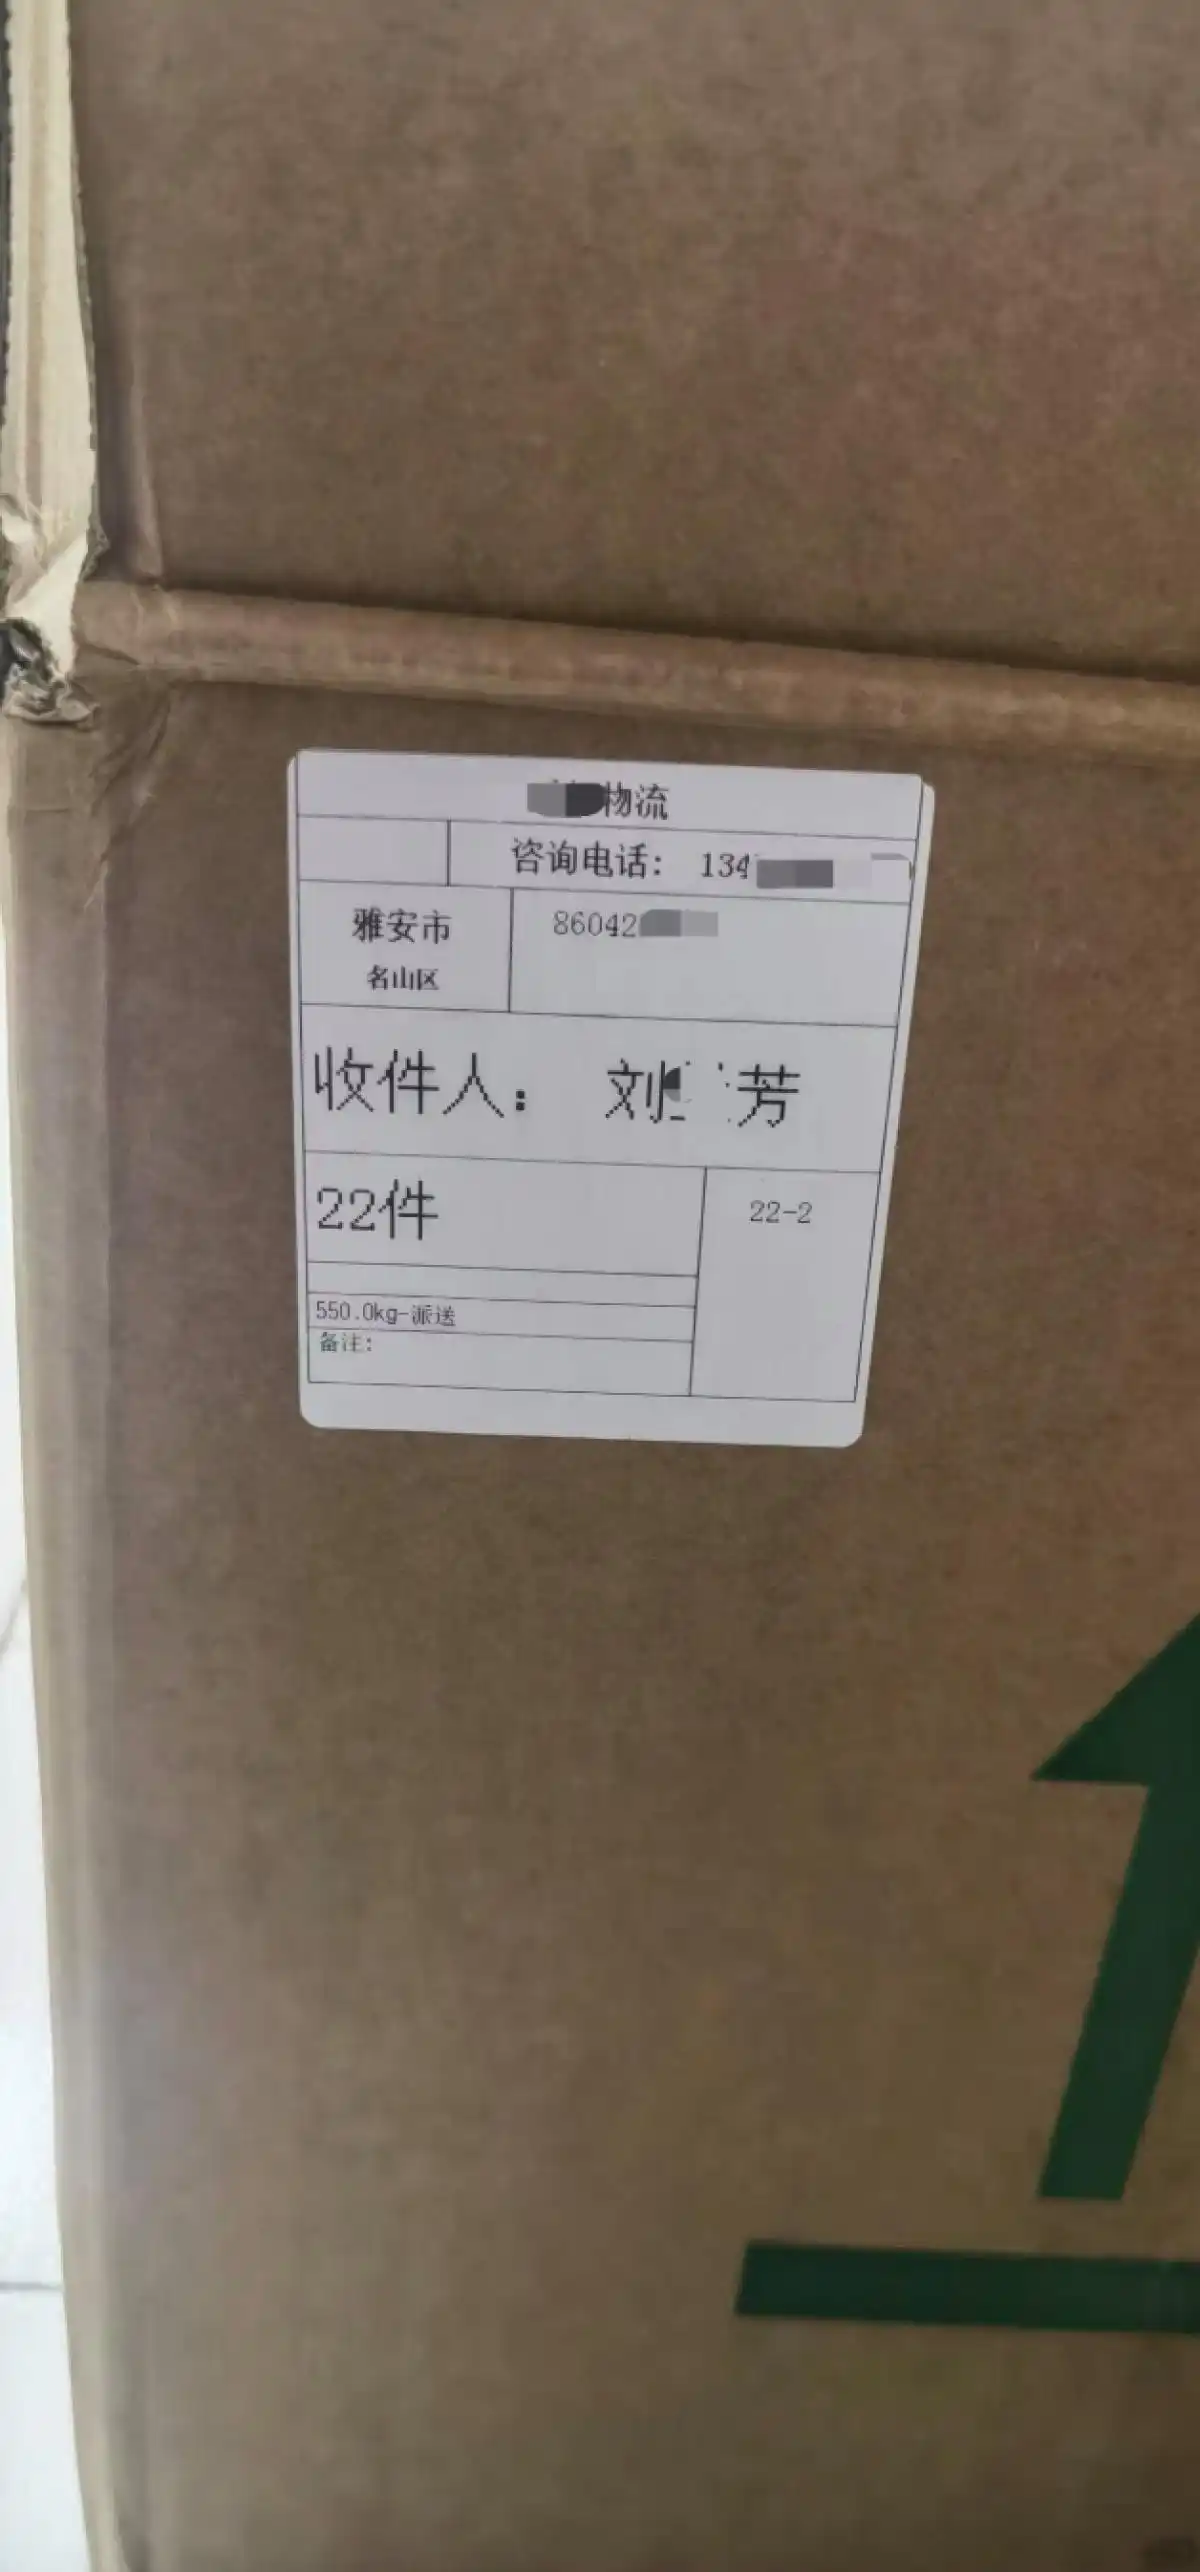 物流
咨询电话: 134
雅安市
名山区
86042
收件人: 刘 芳
22件
22-2
550.0kg-派送
备注: